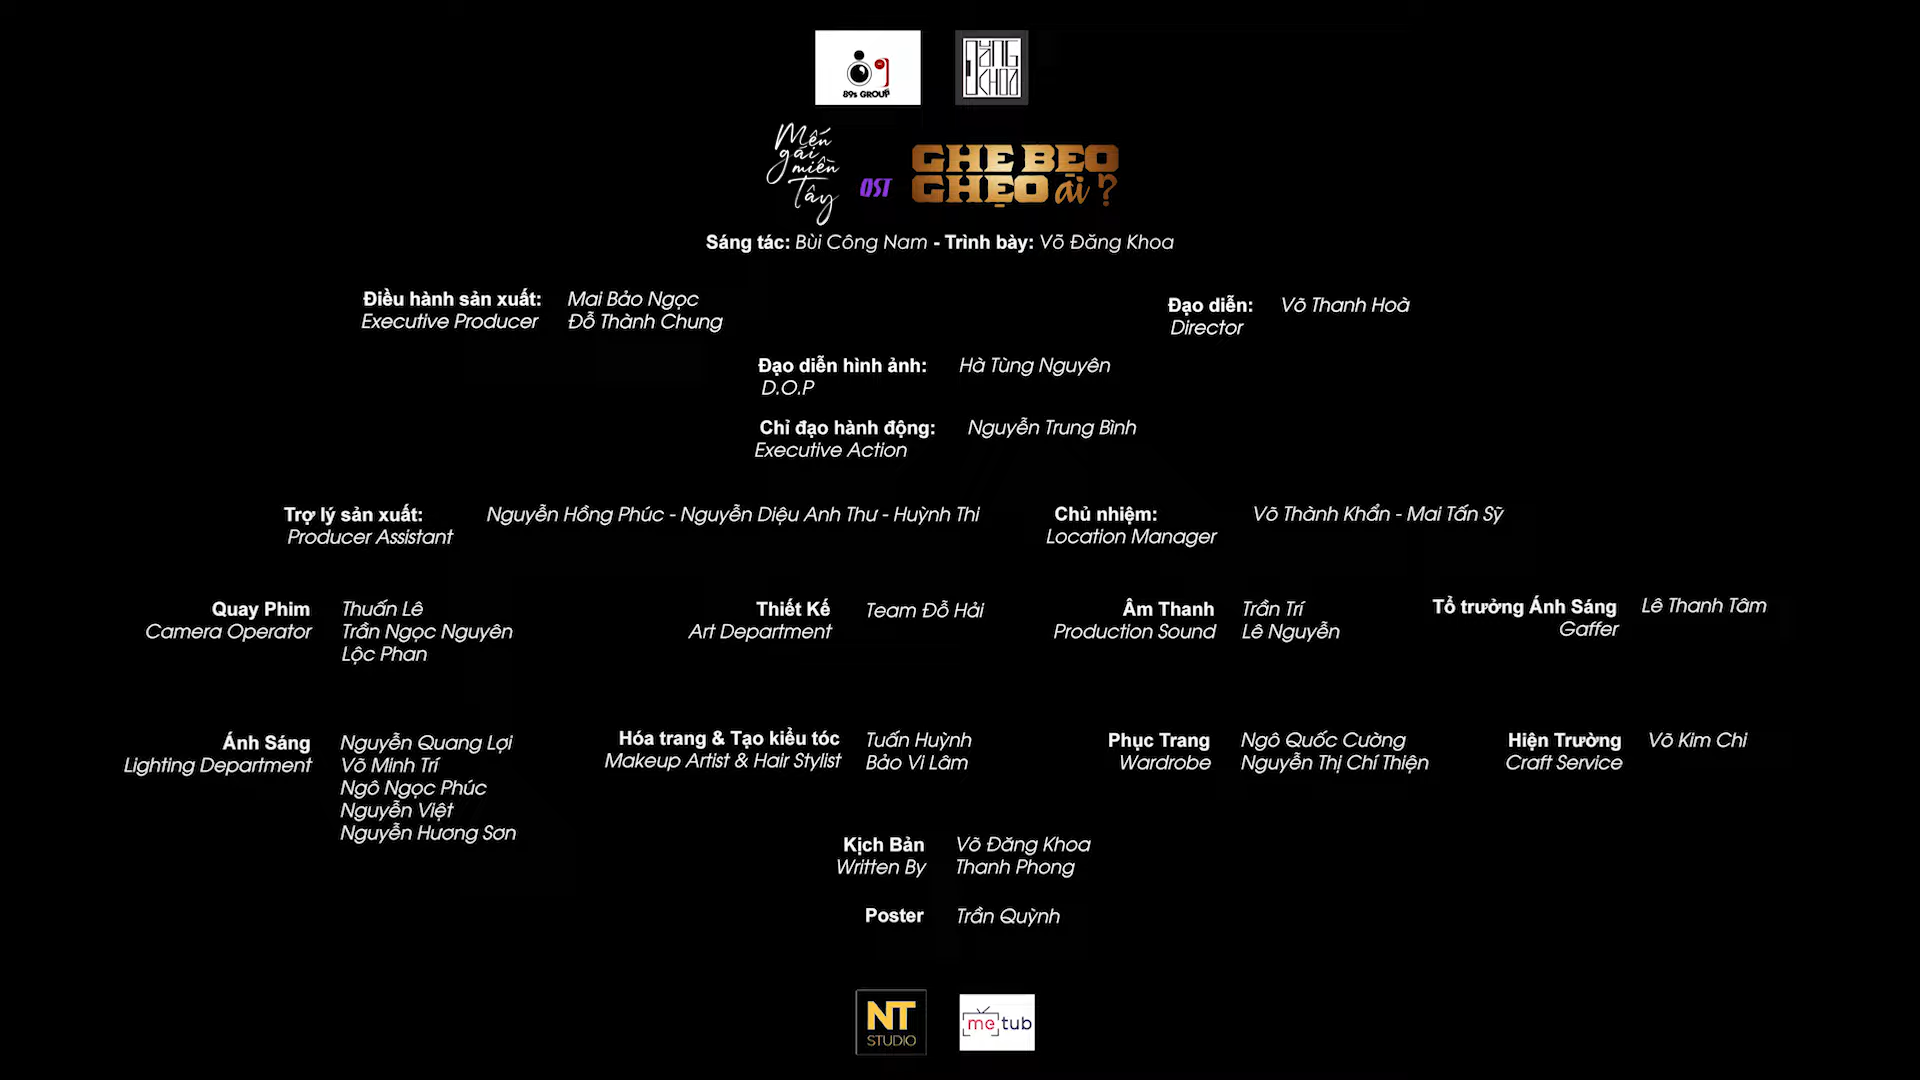 89s GROUP
ĐĂNG KHOA
Mến gái miền Tây
OST
GHE BẸO GHẸO ai ?
Sáng tác: Bùi Công Nam - Trình bày: Võ Đăng Khoa
Điều hành sản xuất: Mai Bảo Ngọc
Executive Producer Đỗ Thành Chung
Đạo diễn: Võ Thanh Hoà
Director
Đạo diễn hình ảnh: Hà Tùng Nguyên
D.O.P
Chỉ đạo hành động: Nguyễn Trung Bình
Executive Action
Trợ lý sản xuất: Nguyễn Hồng Phúc - Nguyễn Diệu Anh Thư - Huỳnh Thi
Producer Assistant
Chủ nhiệm: Võ Thành Khẩn - Mai Tấn Sỹ
Location Manager
Quay Phim Thuấn Lê
Camera Operator Trần Ngọc Nguyên
Lộc Phan
Thiết Kế Team Đỗ Hải
Art Department
Âm Thanh Trần Trí
Production Sound Lê Nguyễn
Tổ trưởng Ánh Sáng Lê Thanh Tâm
Gaffer
Ánh Sáng Nguyễn Quang Lợi
Lighting Department Võ Minh Trí
Ngô Ngọc Phúc
Nguyễn Việt
Nguyễn Hương Sơn
Hóa trang & Tạo kiểu tóc Tuấn Huỳnh
Makeup Artist & Hair Stylist Bảo Vi Lâm
Phục Trang Ngô Quốc Cường
Wardrobe Nguyễn Thị Chí Thiện
Hiện Trường Võ Kim Chi
Craft Service
Kịch Bản Võ Đăng Khoa
Written By Thanh Phong
Poster Trần Quỳnh
NT
STUDIO
metub